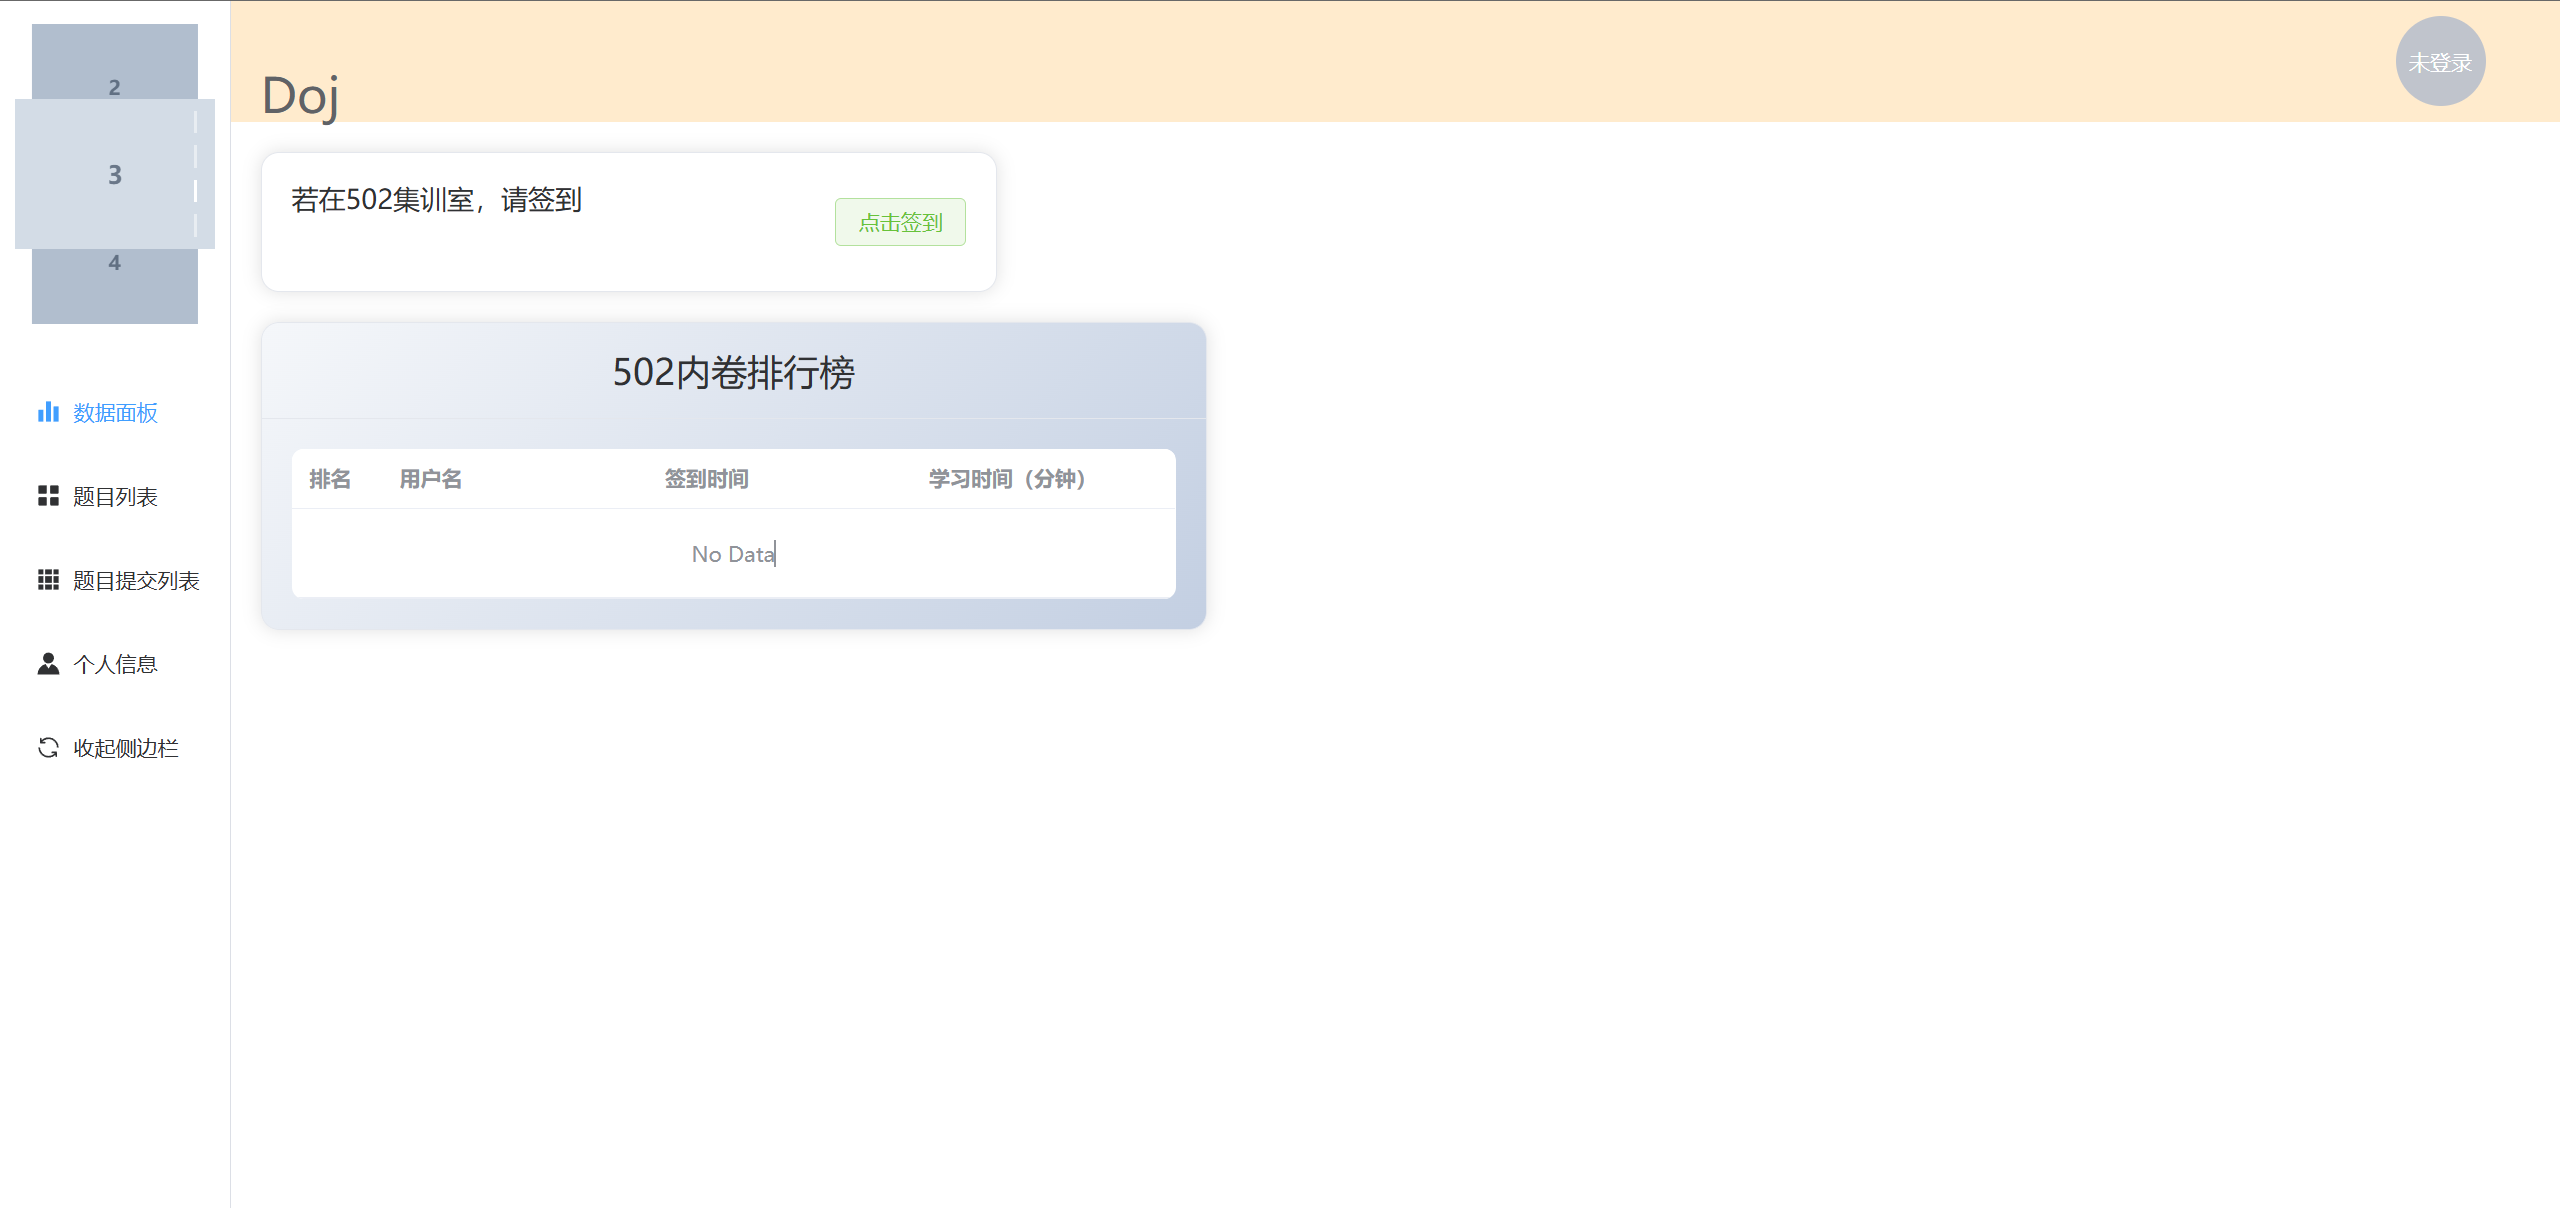 2
3
4
数据面板
题目列表
题目提交列表
个人信息
收起侧边栏
Doj
未登录
若在502集训室，请签到
点击签到
502内卷排行榜
排名 用户名 签到时间 学习时间（分钟）
No Data